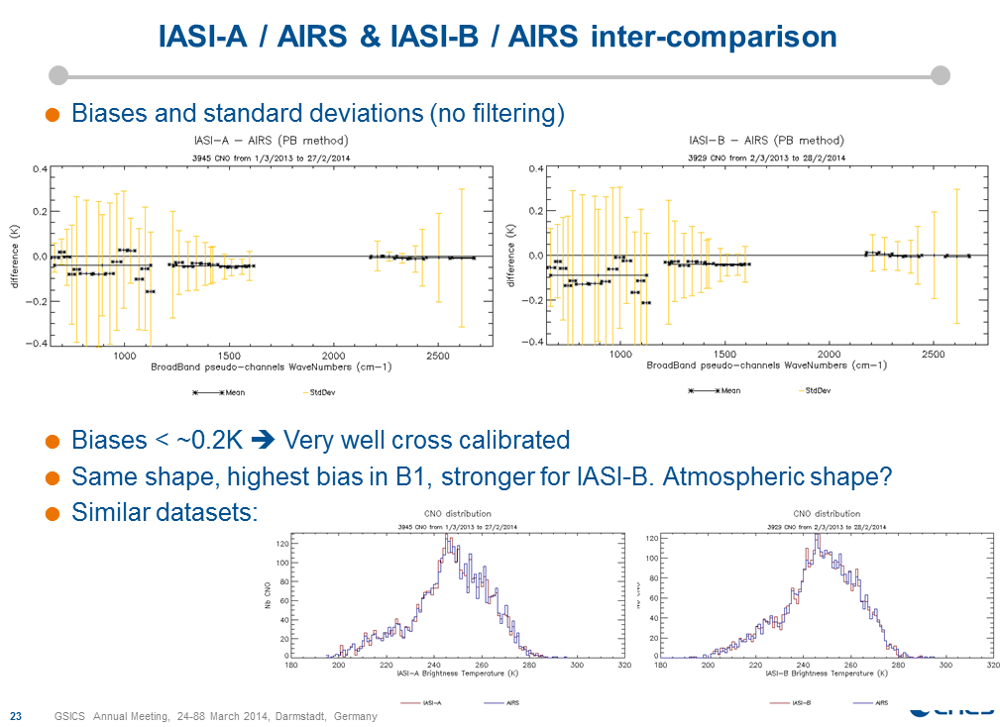 IASI-A / AIRS & IASI-B / AIRS inter-comparison
Biases and standard deviations (no filtering)
IASI-A - AIRS (PB method)
3945 CNO from 1/3/2013 to 27/2/2014
0.4
0.2
0.0
-0.2
-0.4
difference (K)
1000 1500 2000 2500
BroadBand pseudo-channels WaveNumbers (cm-1)
Mean StdDev
IASI-B - AIRS (PB method)
3929 CNO from 2/3/2013 to 28/2/2014
0.4
0.2
0.0
-0.2
-0.4
difference (K)
1000 1500 2000 2500
BroadBand pseudo-channels WaveNumbers (cm-1)
Mean StdDev
Biases < ~0.2K ➔ Very well cross calibrated
Same shape, highest bias in B1, stronger for IASI-B. Atmospheric shape?
Similar datasets:
CNO distribution
3945 CNO from 1/3/2013 to 27/2/2014
120
100
80
60
40
20
0
Nb CNO
180 200 220 240 260 280 300 320
IASI-A Brightness Temperature (K)
IASI-A AIRS
CNO distribution
3929 CNO from 2/3/2013 to 28/2/2014
120
100
80
60
40
20
0
CNO
180 200 220 240 260 280 300 320
IASI-B Brightness Temperature (K)
IASI-B AIRS
23 GSICS Annual Meeting, 24-88 March 2014, Darmstadt, Germany